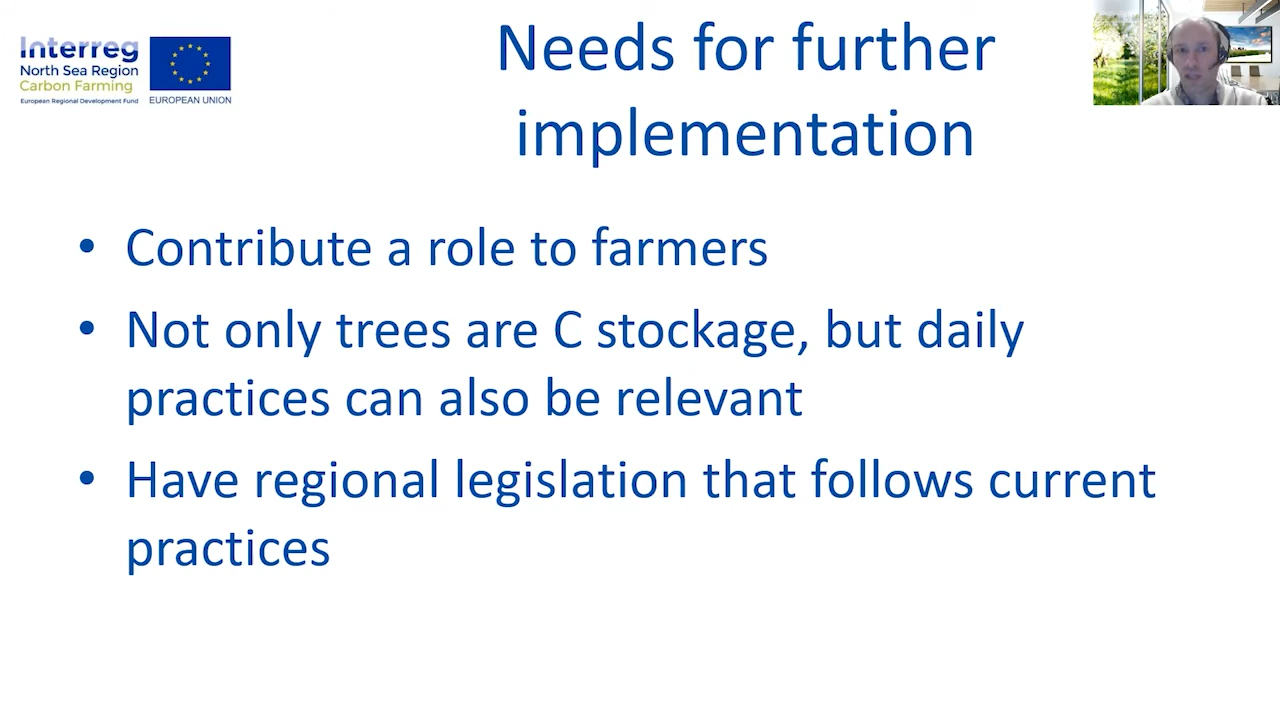 Interreg
North Sea Region
Carbon Farming
European Regional Development Fund
EUROPEAN UNION
Needs for further
implementation
• Contribute a role to farmers
• Not only trees are C stockage, but daily
practices can also be relevant
• Have regional legislation that follows current
practices